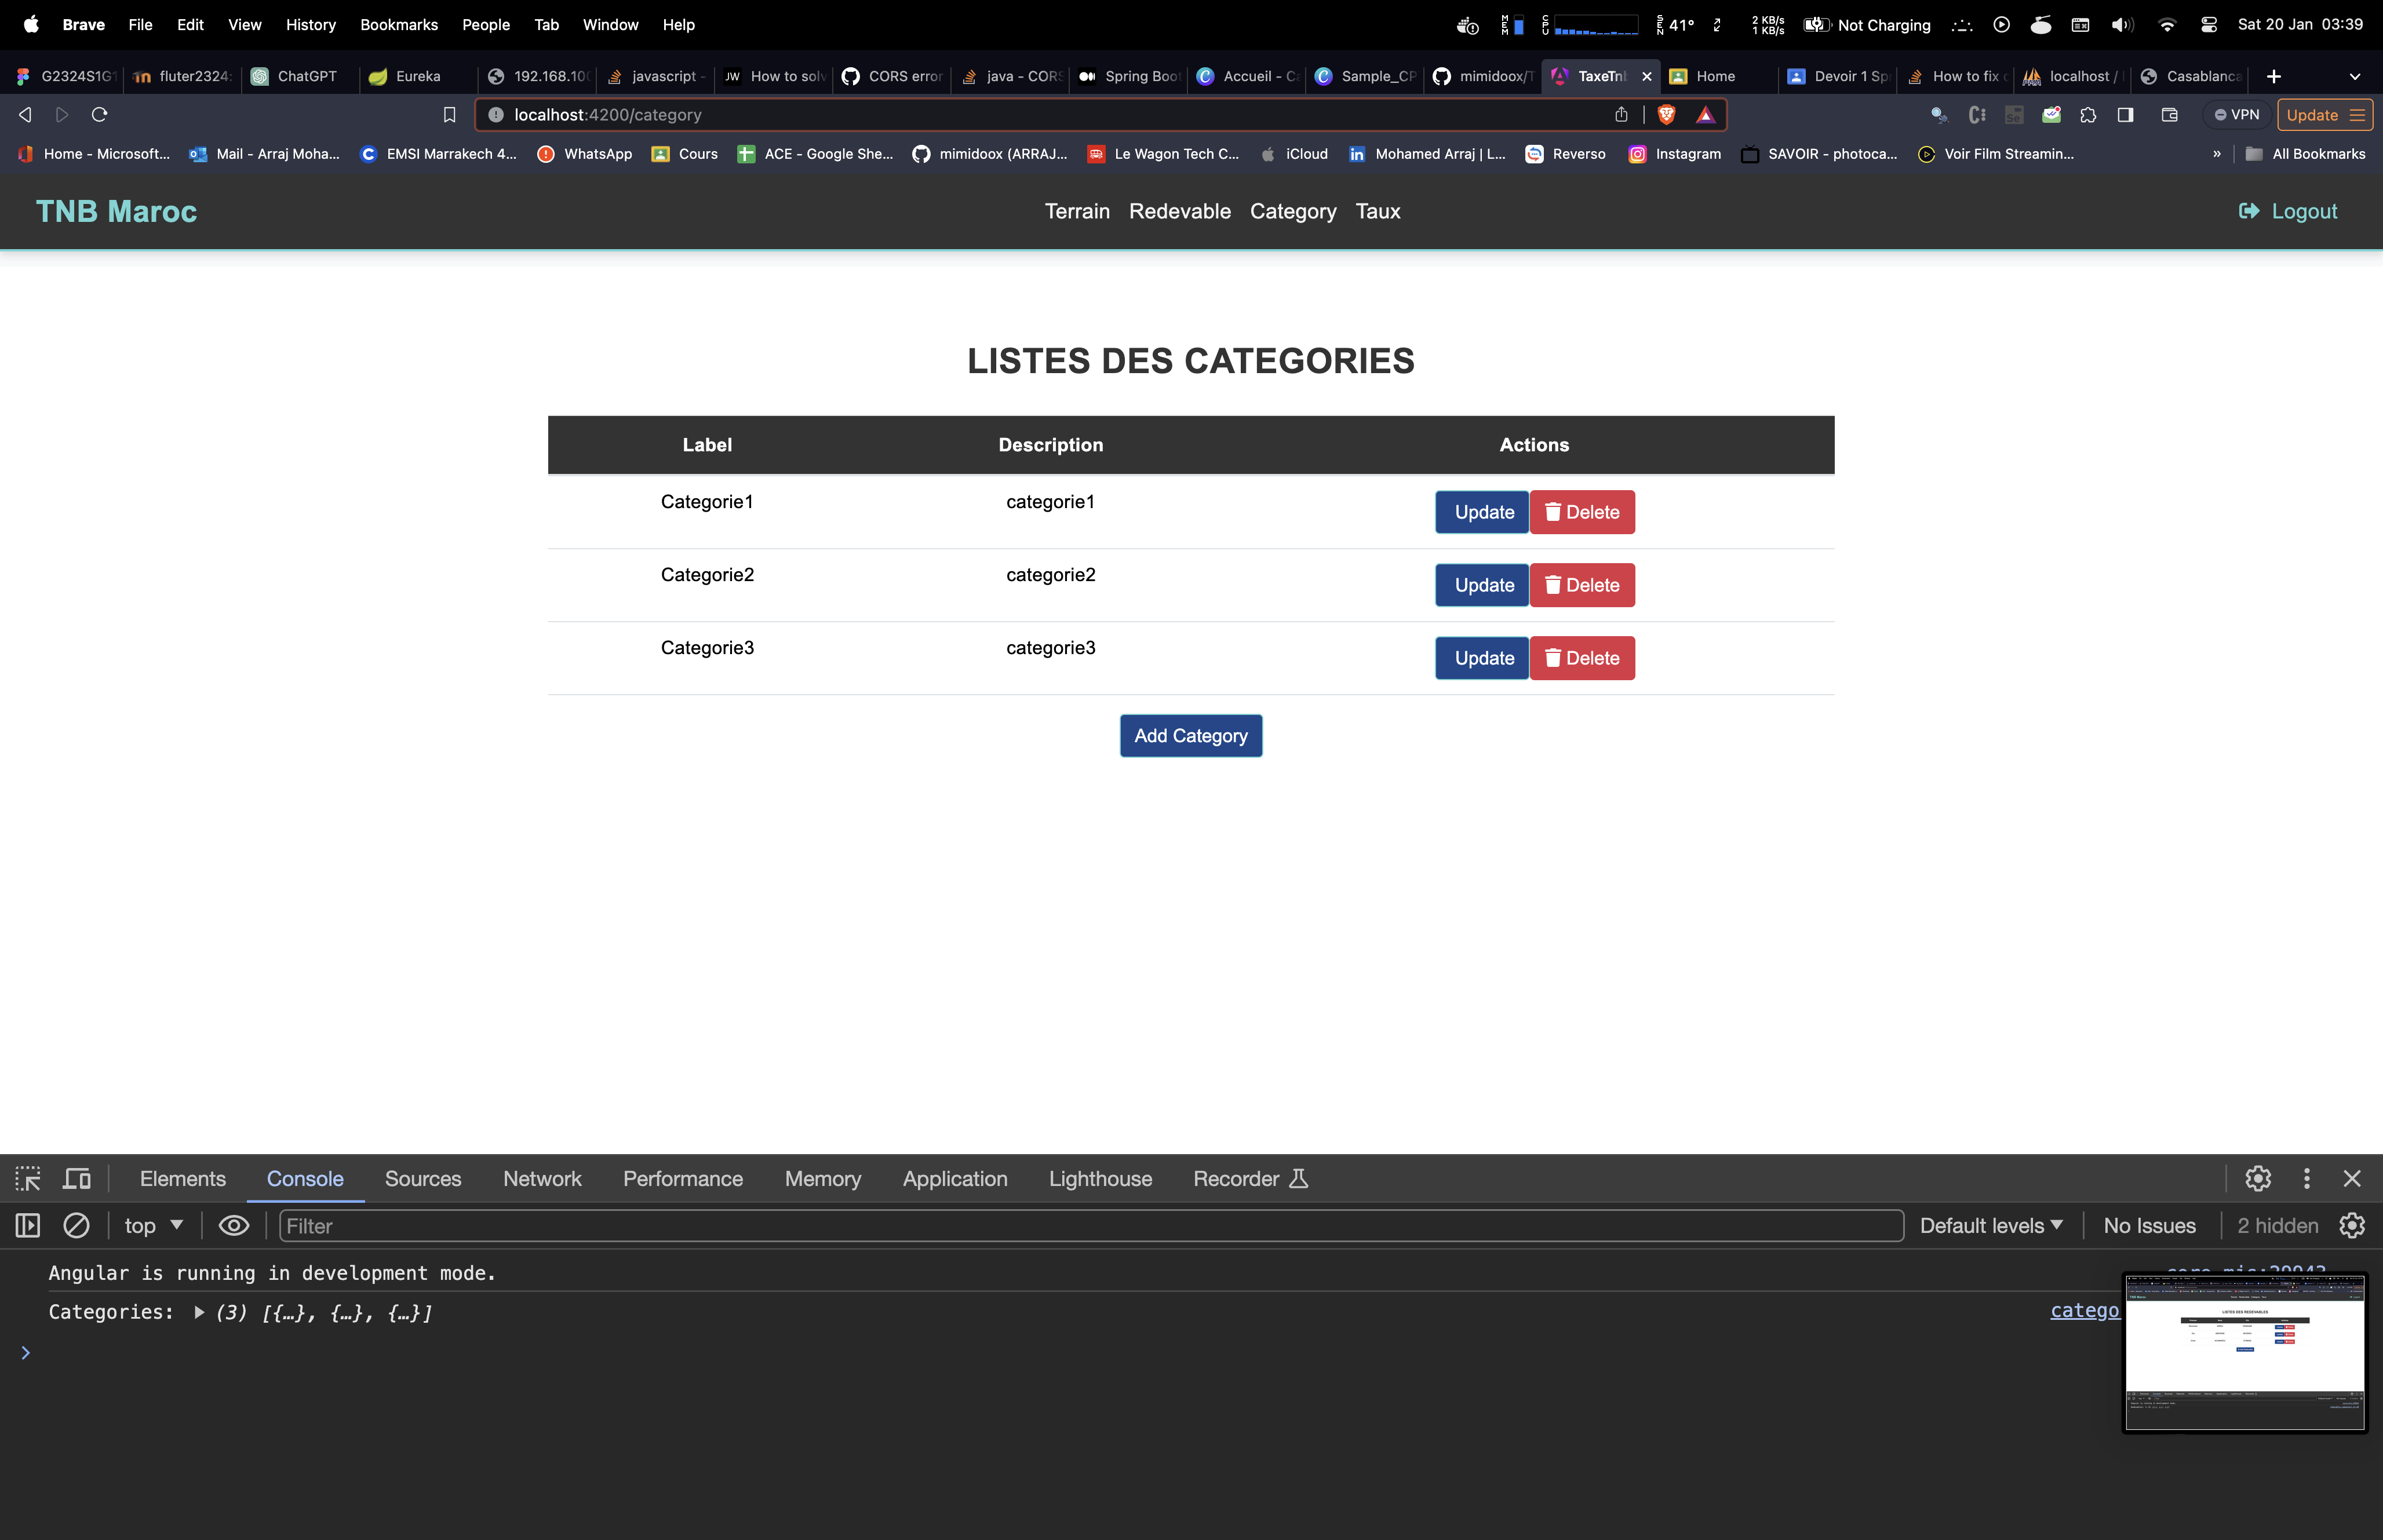 Brave File Edit View History Bookmarks People Tab Window Help
MEM CPU SEN 41° 2 KB/s 1 KB/s Not Charging Sat 20 Jan 03:39
G2324S1G1 fluter2324: ChatGPT Eureka 192.168.10 javascript - How to solv CORS error java - CORS Spring Boot Accueil - Ca Sample_CP mimidoox/T TaxeTnb Home Devoir 1 Sp How to fix localhost / Casablanca
localhost:4200/category
VPN Update
Home - Microsoft... Mail - Arraj Moha... EMSI Marrakech 4... WhatsApp Cours ACE - Google She... mimidoox (ARRAJ... Le Wagon Tech C... iCloud Mohamed Arraj | L... Reverso Instagram SAVOIR - photoca... Voir Film Streamin... » All Bookmarks
TNB Maroc Terrain Redevable Category Taux Logout
LISTES DES CATEGORIES
Label Description Actions
Categorie1 categorie1 Update Delete
Categorie2 categorie2 Update Delete
Categorie3 categorie3 Update Delete
Add Category
Elements Console Sources Network Performance Memory Application Lighthouse Recorder
top Filter Default levels No Issues 2 hidden
Angular is running in development mode.
Categories: (3) [{…}, {…}, {…}] catego
LISTES DES REDEVABLES